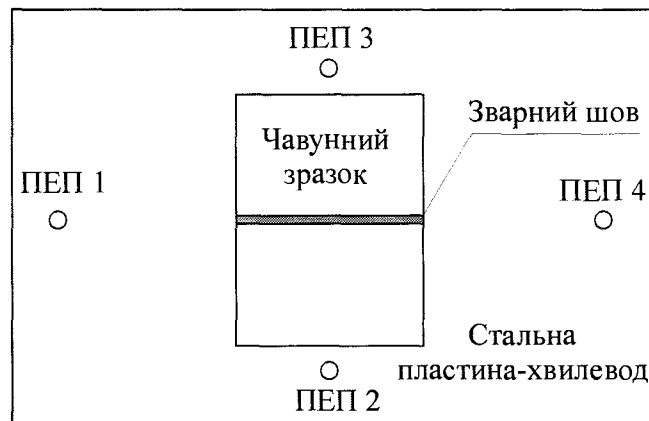 ПЕП 3
Зварний шов
Чавунний
зразок
ПЕП 1
ПЕП 4
Стальна
пластина-хвилевод
ПЕП 2